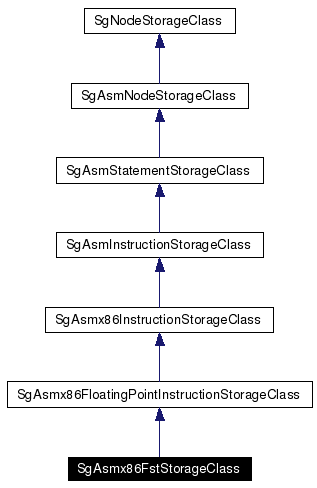 SgNodeStorageClass
SgAsmNodeStorageClass
SgAsmStatementStorageClass
SgAsmInstructionStorageClass
SgAsmx86InstructionStorageClass
SgAsmx86FloatingPointInstructionStorageClass
SgAsmx86FstStorageClass